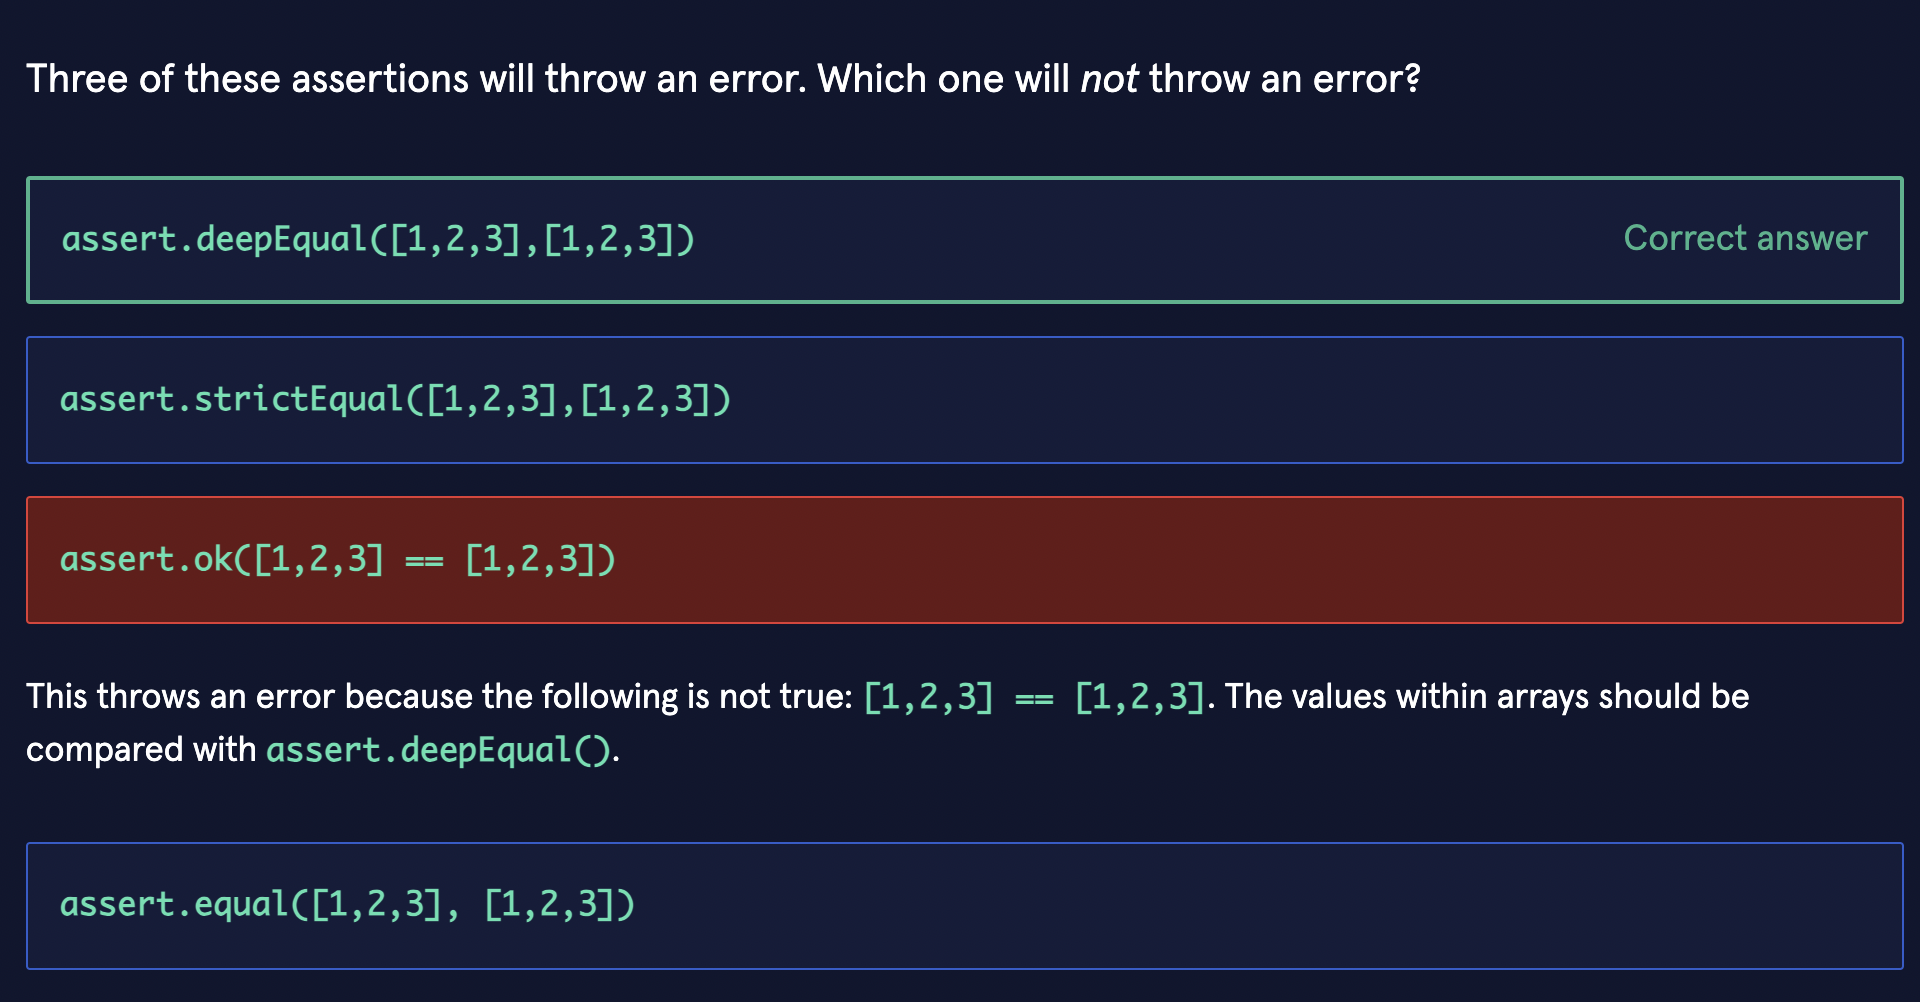 Three of these assertions will throw an error. Which one will not throw an error?
assert.deepEqual([1,2,3],[1,2,3])
Correct answer
assert.strictEqual([1,2,3],[1,2,3])
assert.ok([1,2,3] == [1,2,3])
This throws an error because the following is not true: [1,2,3] == [1,2,3]. The values within arrays should be
compared with assert.deepEqual().
assert.equal([1,2,3], [1,2,3])